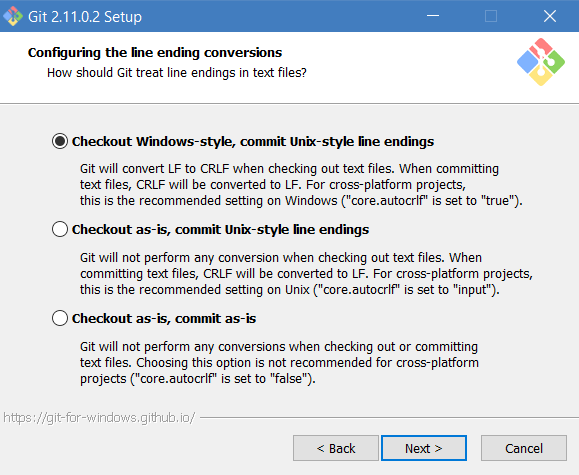 Git 2.11.0.2 Setup
Configuring the line ending conversions
How should Git treat line endings in text files?
Checkout Windows-style, commit Unix-style line endings
Git will convert LF to CRLF when checking out text files. When committing
text files, CRLF will be converted to LF. For cross-platform projects,
this is the recommended setting on Windows ("core.autocrlf" is set to "true").
Checkout as-is, commit Unix-style line endings
Git will not perform any conversion when checking out text files. When
committing text files, CRLF will be converted to LF. For cross-platform projects,
this is the recommended setting on Unix ("core.autocrlf" is set to "input").
Checkout as-is, commit as-is
Git will not perform any conversions when checking out or committing
text files. Choosing this option is not recommended for cross-platform
projects ("core.autocrlf" is set to "false").
https://git-for-windows.github.io/
< Back Next > Cancel